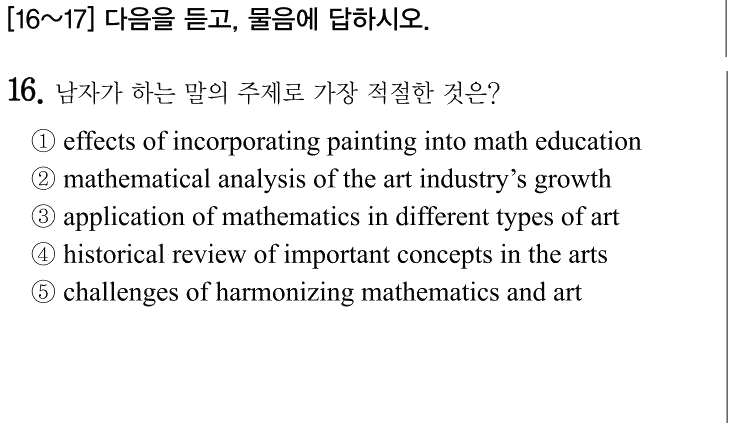 [16～17] 다음을 듣고, 물음에 답하시오.
16. 남자가 하는 말의 주제로 가장 적절한 것은?
① effects of incorporating painting into math education
② mathematical analysis of the art industry’s growth
③ application of mathematics in different types of art
④ historical review of important concepts in the arts
⑤ challenges of harmonizing mathematics and art